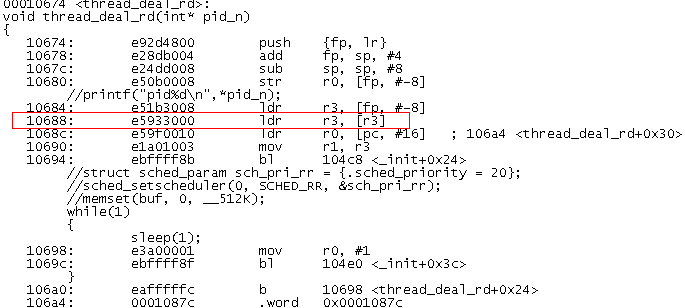 00010674 <thread_deal_rd>:
void thread_deal_rd(int* pid_n)
{
10674: e92d4800 push {fp, lr}
10678: e28db004 add fp, sp, #4
1067c: e24dd008 sub sp, sp, #8
10680: e50b0008 str r0, [fp, #-8]
//printf("pid%d\n",*pid_n);
10684: e51b3008 ldr r3, [fp, #-8]
10688: e5933000 ldr r3, [r3]
1068c: e59f0010 ldr r0, [pc, #16] ; 106a4 <thread_deal_rd+0x30>
10690: e1a01003 mov r1, r3
10694: ebffff8b bl 104c8 <_init+0x24>
//struct sched_param sch_pri_rr = {.sched_priority = 20};
//sched_setscheduler(0, SCHED_RR, &sch_pri_rr);
//memset(buf, 0, __512K);
while(1)
{
sleep(1);
10698: e3a00001 mov r0, #1
1069c: ebffff8f bl 104e0 <_init+0x3c>
}
106a0: eafffffc b 10698 <thread_deal_rd+0x24>
106a4: 0001087c .word 0x0001087c